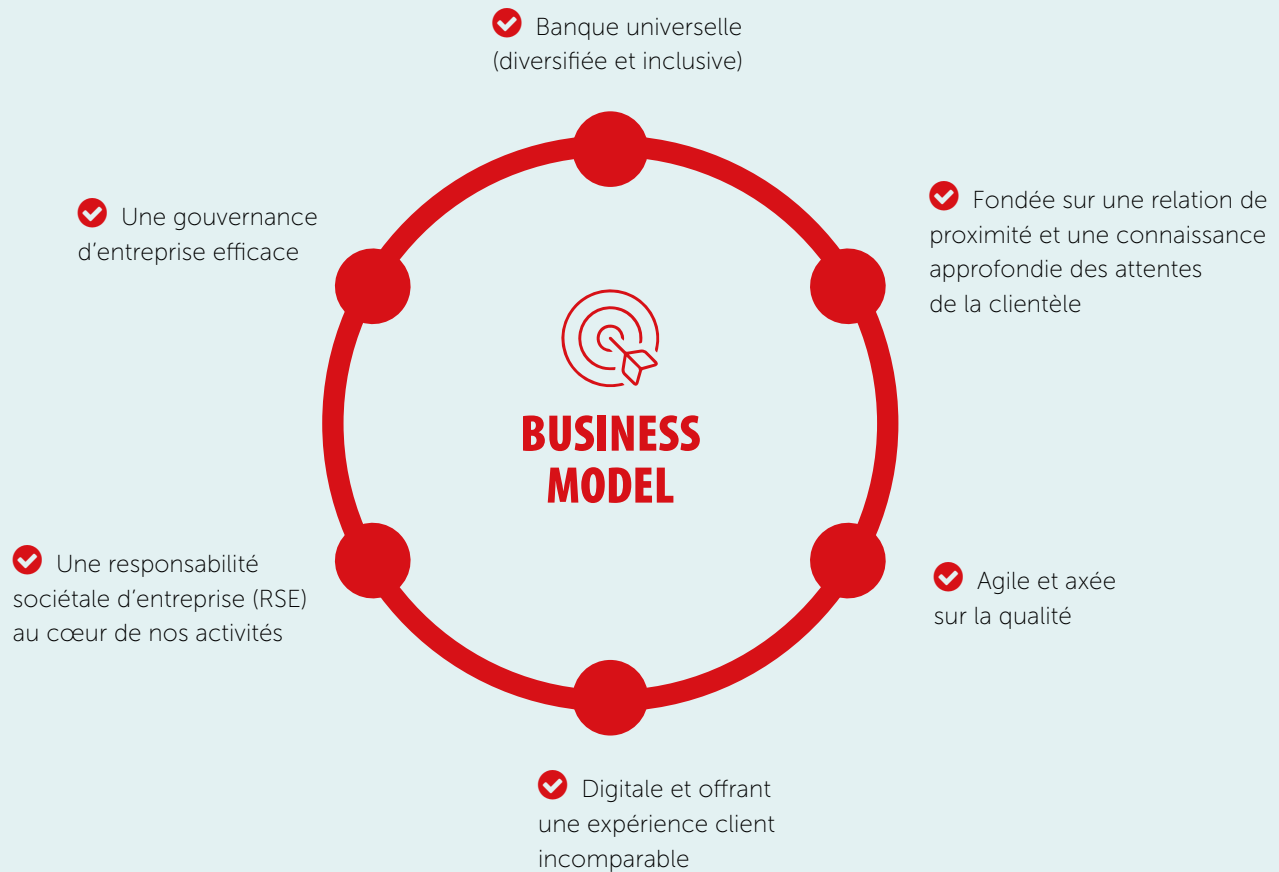 Banque universelle
(diversifiée et inclusive)
Fondée sur une relation de
proximité et une connaissance
approfondie des attentes
de la clientèle
Agile et axée
sur la qualité
Digitale et offrant
une expérience client
incomparable
Une responsabilité
sociétale d’entreprise (RSE)
au cœur de nos activités
Une gouvernance
d’entreprise efficace
BUSINESS
MODEL